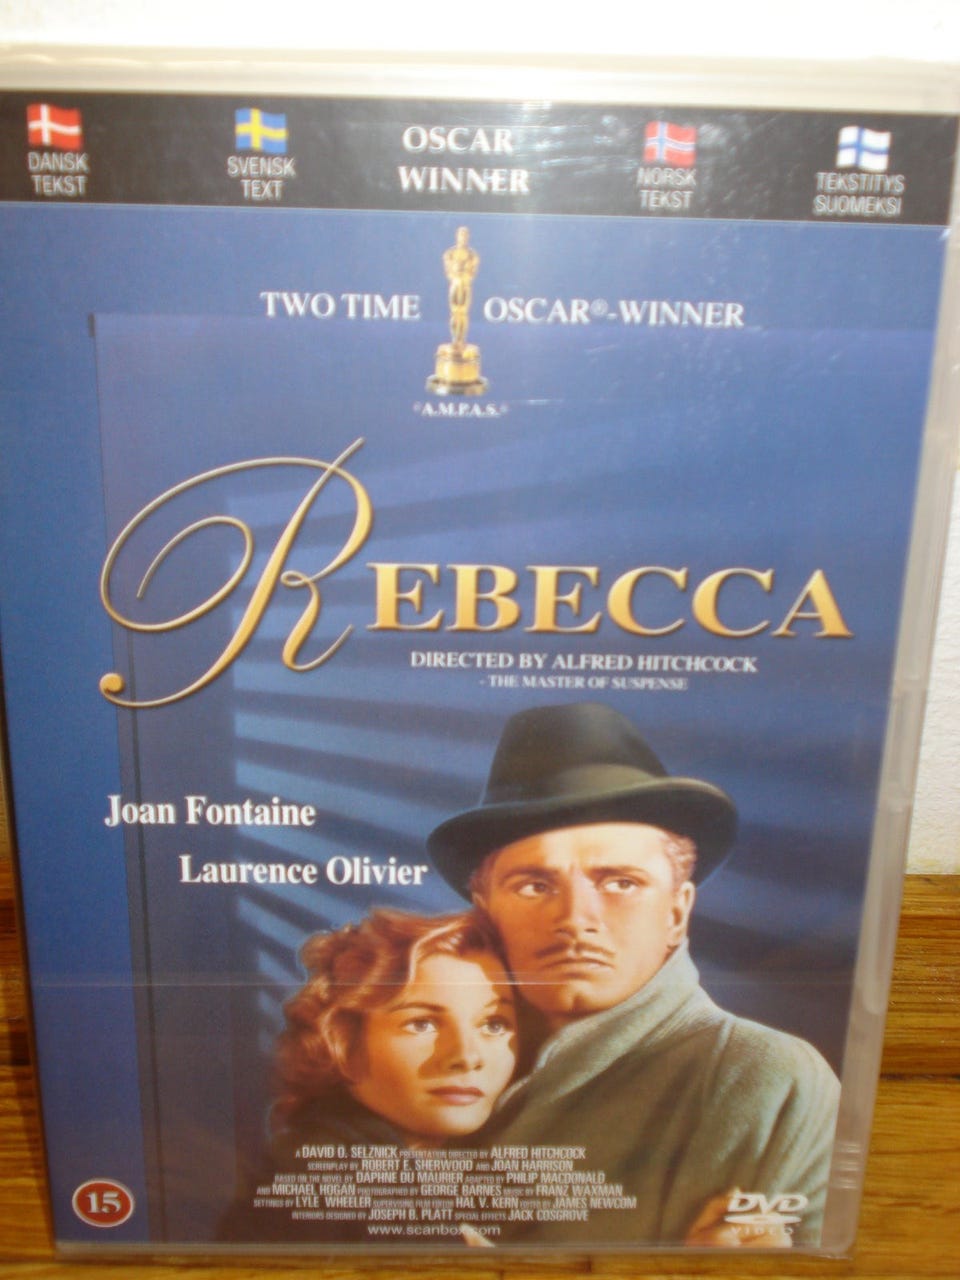 DANSK
TEKST
SVENSK
TEXT
OSCAR
WINNER
NORSK
TEKST
TEKSTITYS
SUOMEKSI
TWO TIME OSCAR®-WINNER
"A.M.P.A.S."
REBECCA
DIRECTED BY ALFRED HITCHCOCK
- THE MASTER OF SUSPENSE
Joan Fontaine
Laurence Olivier
A DAVID O. SELZNICK PRESENTATION DIRECTED BY ALFRED HITCHCOCK
SCREENPLAY BY ROBERT E. SHERWOOD AND JOAN HARRISON
BASED ON THE NOVEL BY DAPHNE DU MAURIER ADAPTED BY PHILIP MACDONALD
AND MICHAEL HOGAN PHOTOGRAPHED BY GEORGE BARNES MUSIC BY FRANZ WAXMAN
SETTINGS BY LYLE WHEELER SUPERVISING FILM EDITOR HAL V. KERN EDITED BY JAMES NEWCOM
INTERIORS DESIGNED BY JOSEPH B. PLATT SPECIAL EFFECTS JACK COSGROVE
www.scanbox.com
15
DVD
VIDEO